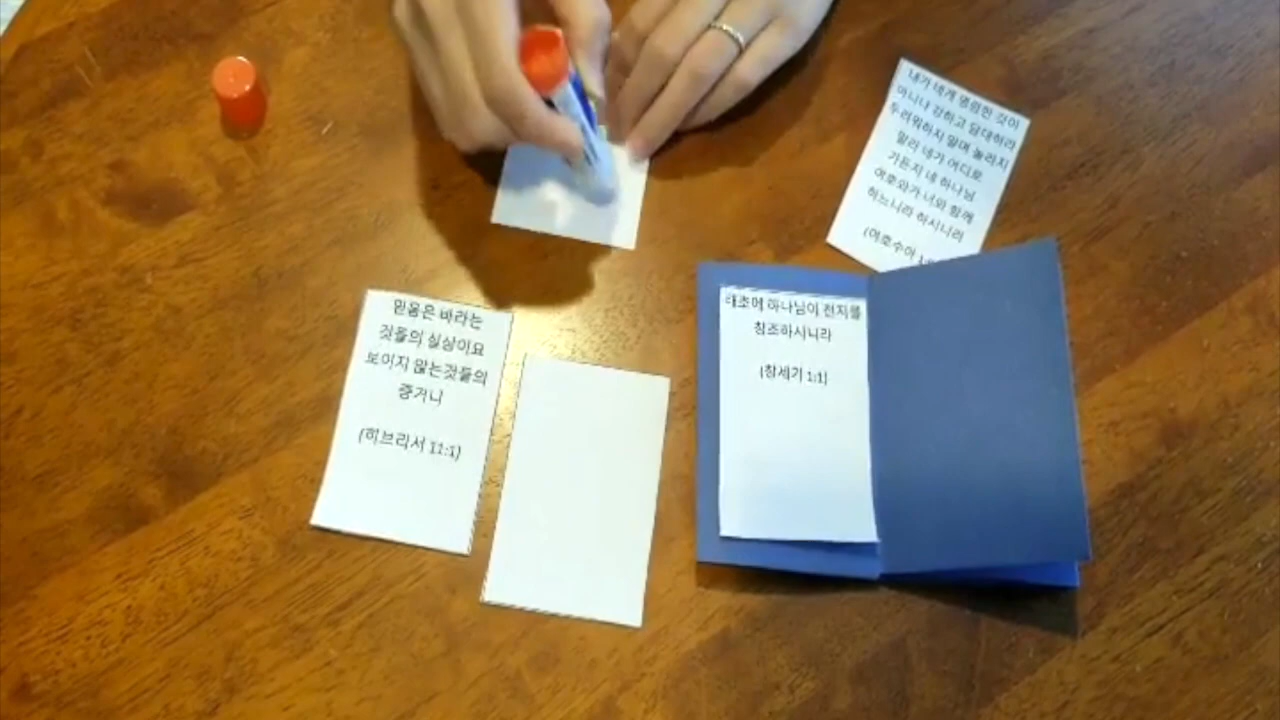 믿음은 바라는
것들의 실상이요
보이지 않는것들의
증거니
(히브리서 11:1)
태초에 하나님이 천지를
창조하시니라
(창세기 1:1)
내가 네게 명령한 것이
아니냐 강하고 담대하라
두려워하지 말며 놀라지
말라 네가 어디로
가든지 네 하나님
여호와가 너와 함께
하느니라 하시니라
(여호수아